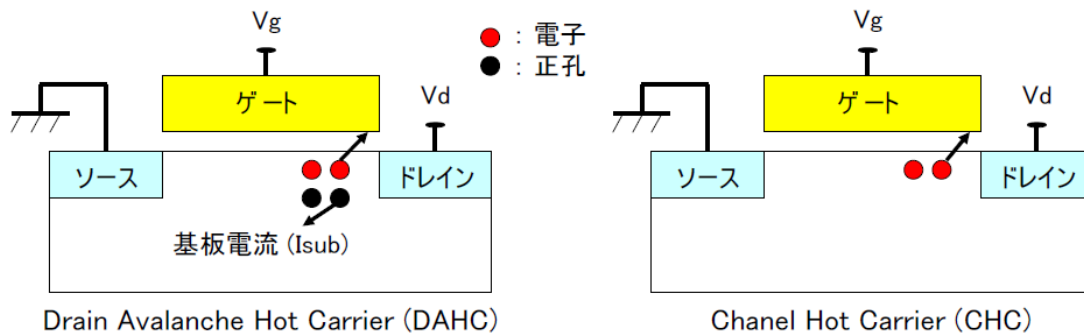 Vg
● : 電子
● : 正孔
ゲート
Vd
ソース
ドレイン
基板電流 (Isub)
Drain Avalanche Hot Carrier (DAHC)
Vg
ゲート
Vd
ソース
ドレイン
Chanel Hot Carrier (CHC)